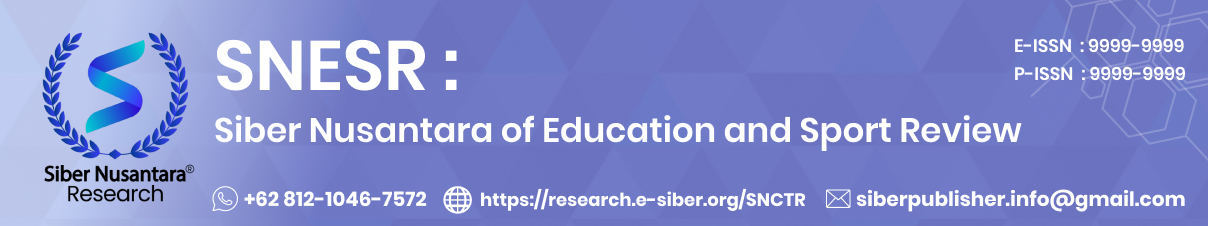 SNESR :
E-ISSN : 9999-9999
P-ISSN : 9999-9999
Siber Nusantara of Education and Sport Review
Siber Nusantara®
Research
+62 812-1046-7572 https://research.e-siber.org/SNCTR siberpublisher.info@gmail.com